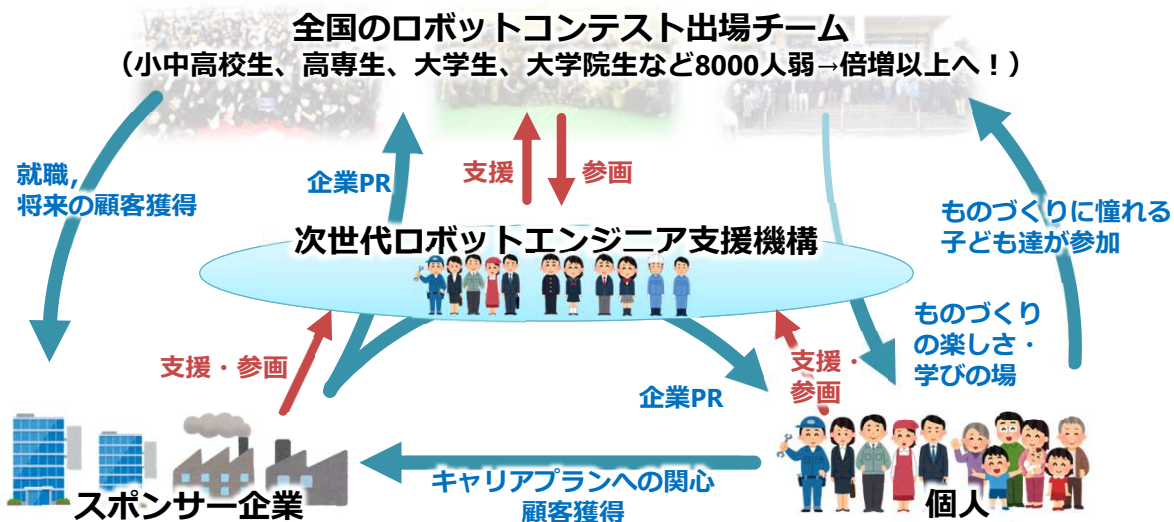 全国のロボットコンテスト出場チーム
（小中高校生、高専生、大学生、大学院生など8000人弱→倍増以上へ！）
就職,
将来の顧客獲得
企業PR
支援
参画
ものづくりに憧れる
子ども達が参加
次世代ロボットエンジニア支援機構
支援・参画
企業PR
支援・
参画
ものづくり
の楽しさ・
学びの場
スポンサー企業
キャリアプランへの関心
顧客獲得
個人